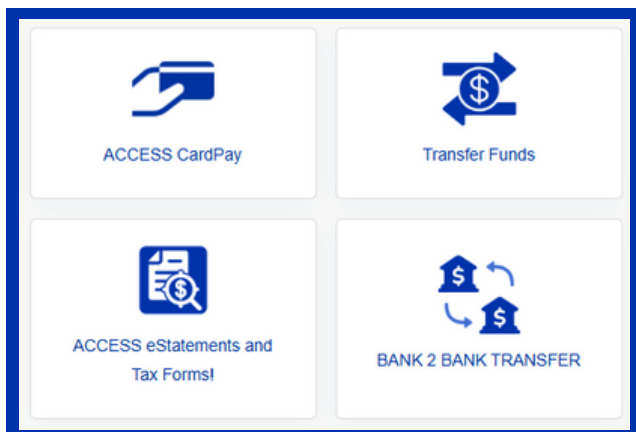 ACCESS CardPay
Transfer Funds
ACCESS eStatements and
Tax Forms!
BANK 2 BANK TRANSFER